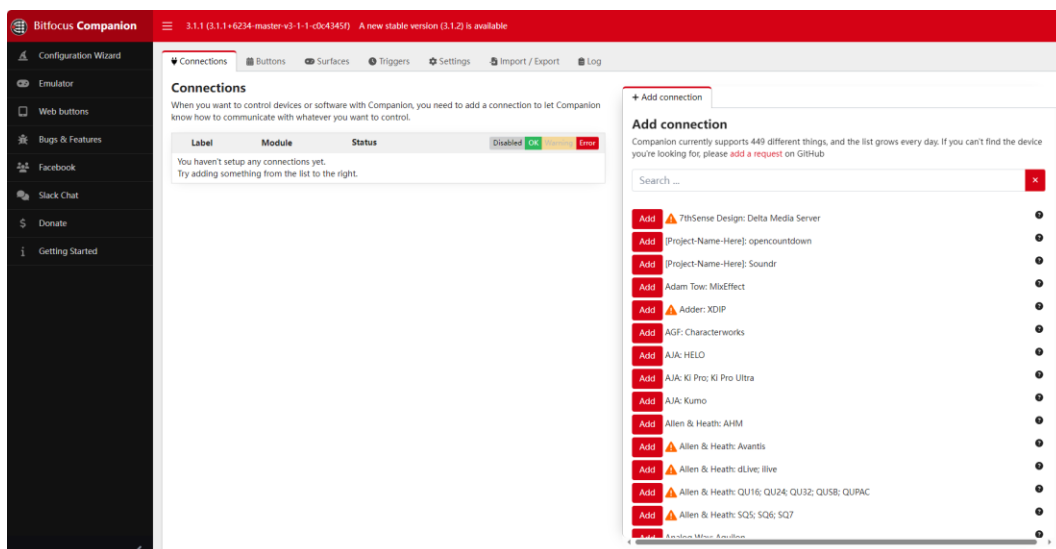 Bitfocus Companion
3.1.1 (3.1.1+6234-master-v3-1-1-c0c4345f) A new stable version (3.1.2) is available
Configuration Wizard
Emulator
Web buttons
Bugs & Features
Facebook
Slack Chat
Donate
Getting Started
Connections Buttons Surfaces Triggers Settings Import / Export Log
Connections
When you want to control devices or software with Companion, you need to add a connection to let Companion
know how to communicate with whatever you want to control.
Label Module Status Disabled OK Warning Error
You haven't setup any connections yet.
Try adding something from the list to the right.
+ Add connection
Add connection
Companion currently supports 449 different things, and the list grows every day. If you can't find the device
you're looking for, please add a request on GitHub
Search ...
Add 7thSense Design: Delta Media Server
Add [Project-Name-Here]: opencountdown
Add [Project-Name-Here]: Soundr
Add Adam Tow: MixEffect
Add Adder: XDIP
Add AGF: Characterworks
Add AJA: HELO
Add AJA: Ki Pro; Ki Pro Ultra
Add AJA: Kumo
Add Allen & Heath: AHM
Add Allen & Heath: Avantis
Add Allen & Heath: dLive; iLive
Add Allen & Heath: QU16; QU24; QU32; QUSB; QUPAC
Add Allen & Heath: SQ5; SQ6; SQ7
Add Analog Way: Aquilon